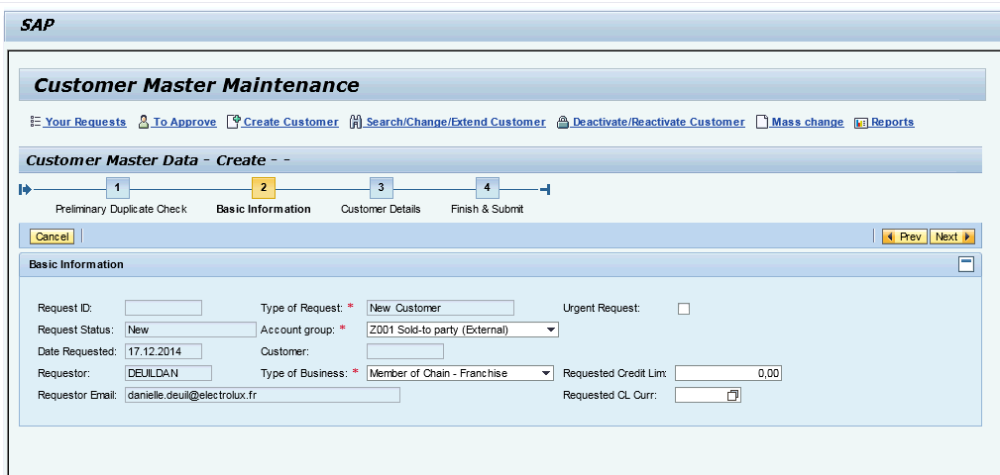 SAP
Customer Master Maintenance
Your Requests To Approve Create Customer Search/Change/Extend Customer Deactivate/Reactivate Customer Mass change Reports
Customer Master Data - Create - -
1 2 3 4
Preliminary Duplicate Check Basic Information Customer Details Finish & Submit
Cancel Prev Next
Basic Information
Request ID: Type of Request: * New Customer Urgent Request:
Request Status: New Account group: * Z001 Sold-to party (External)
Date Requested: 17.12.2014 Customer:
Requestor: DEUILDAN Type of Business: * Member of Chain - Franchise Requested Credit Lim: 0,00
Requestor Email: danielle.deuil@electrolux.fr Requested CL Curr: